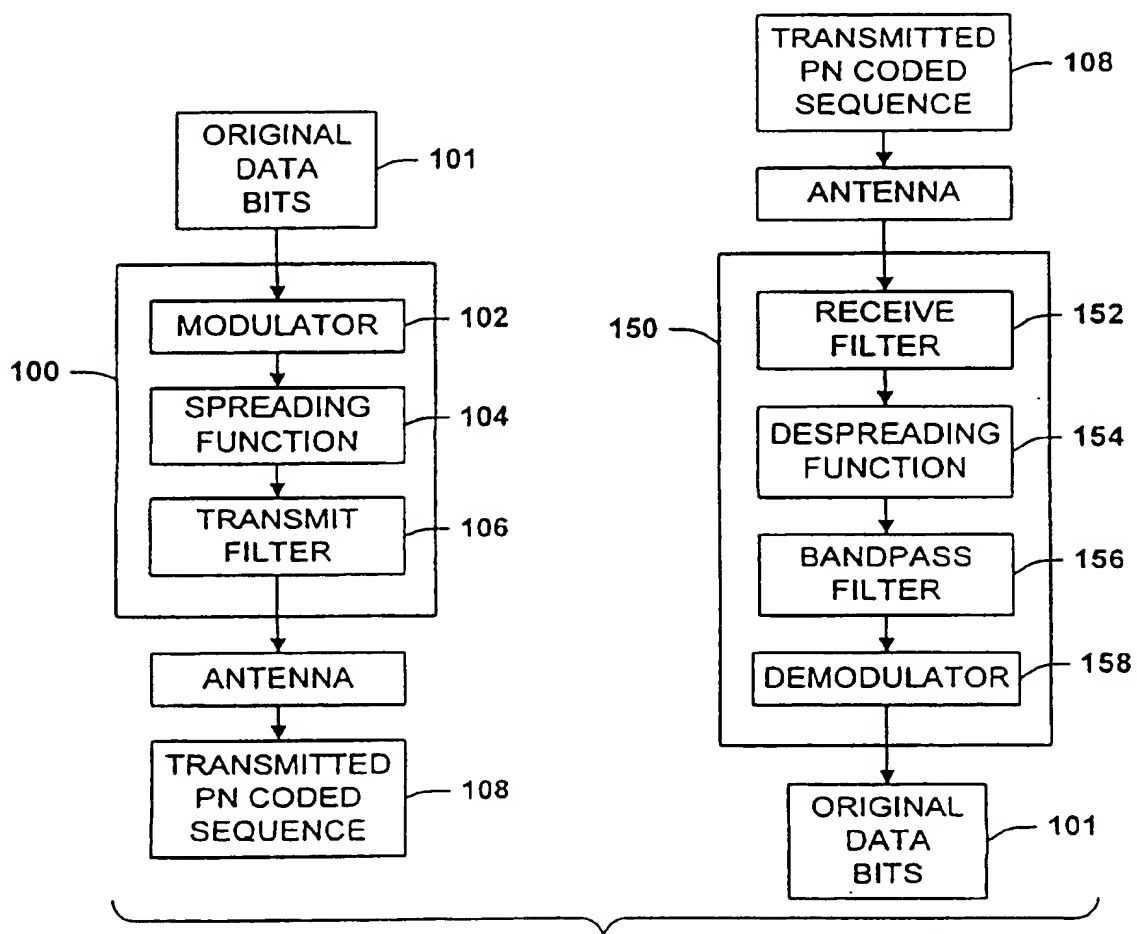 ORIGINAL
DATA
BITS
101
100
MODULATOR
102
SPREADING
FUNCTION
104
TRANSMIT
FILTER
106
ANTENNA
TRANSMITTED
PN CODED
SEQUENCE
108
TRANSMITTED
PN CODED
SEQUENCE
108
ANTENNA
150
RECEIVE
FILTER
152
DESPREADING
FUNCTION
154
BANDPASS
FILTER
156
DEMODULATOR
158
ORIGINAL
DATA
BITS
101